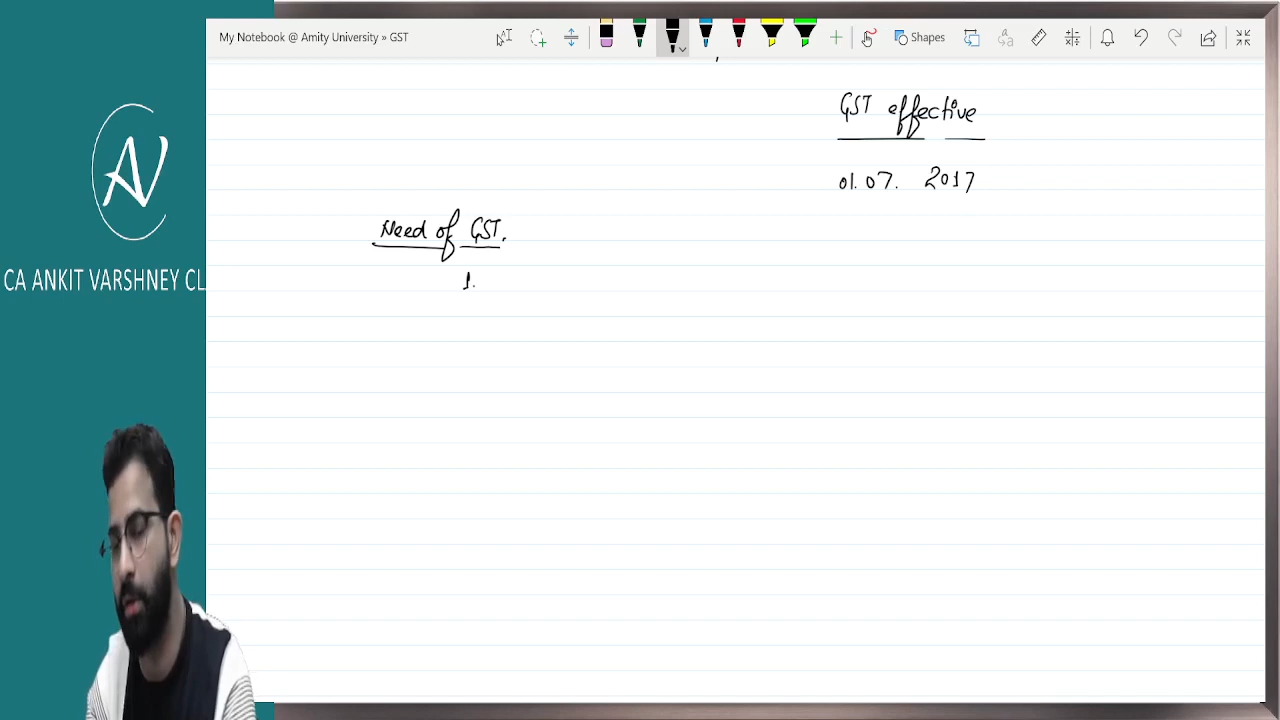 My Notebook @ Amity University » GST
Shapes
GST effective
01.07. 2017
Need of GST.
1.
AV
CA ANKIT VARSHNEY CL